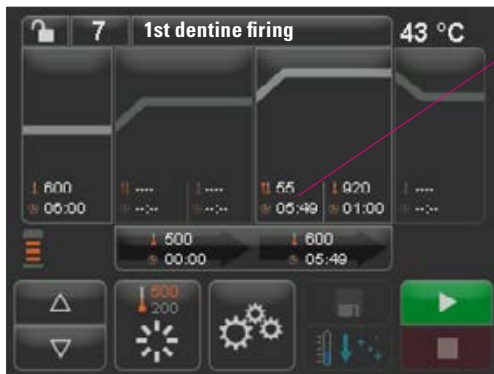 7 1st dentine firing 43 °C
600 ---- ---- 55 920 ----
06:00 --:-- --:-- 05:49 01:00 --:--
500 600
00:00 05:49
500
200